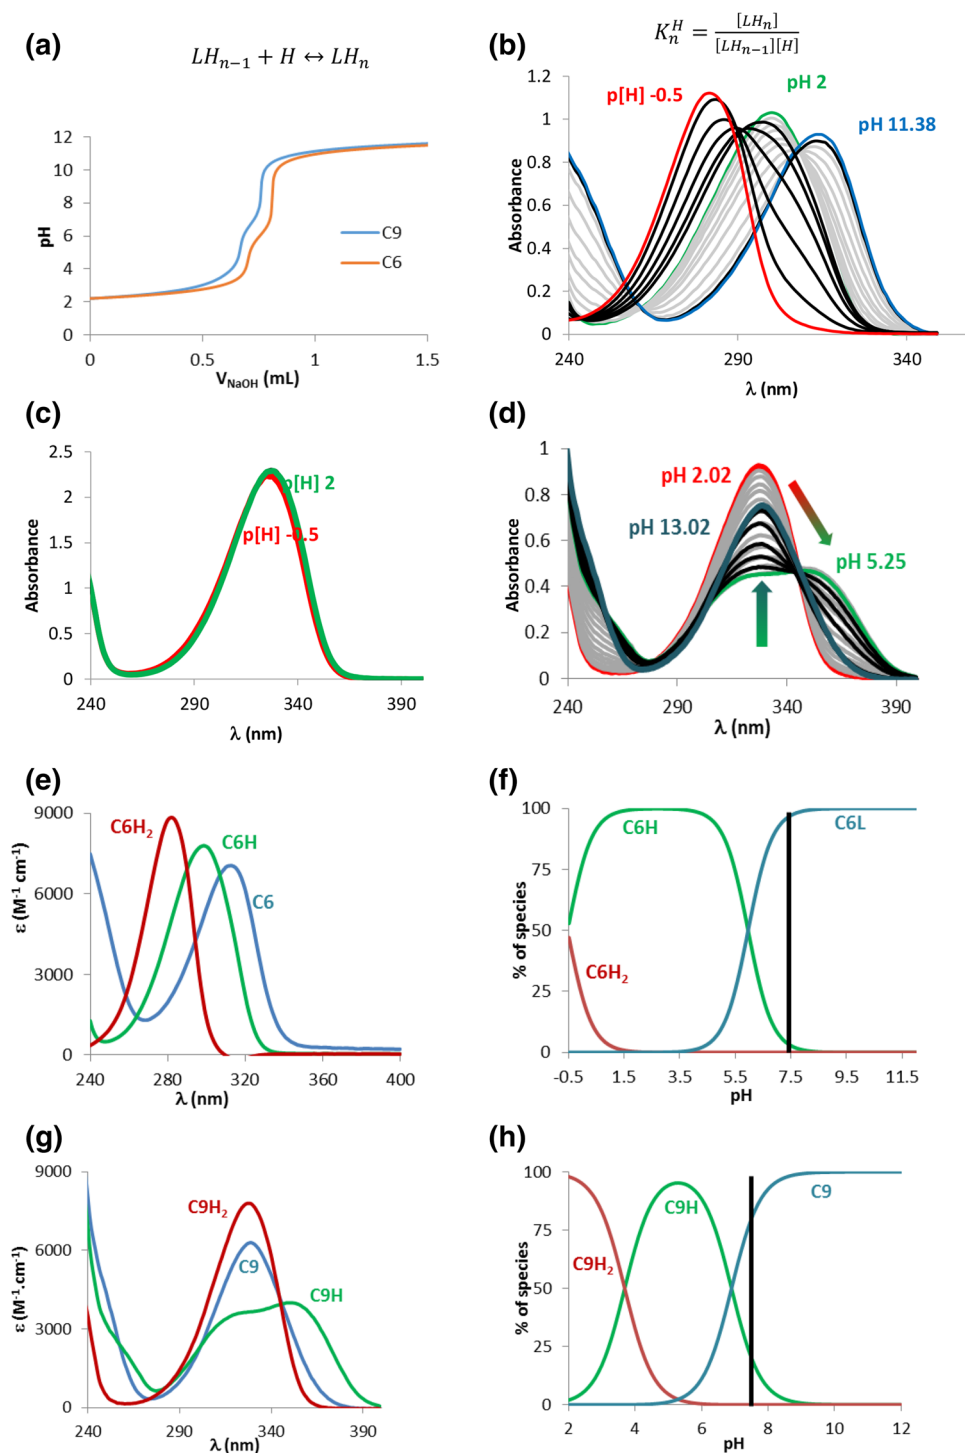 (a)
LHₙ₋₁ + H ↔ LHₙ
12
10
8
6
4
2
0
pH
C9
C6
0 0.5 1 1.5
V_NaOH (mL)
(b)
Kₙᴴ = [LHₙ] / [LHₙ₋₁][H]
1.2
1
0.8
0.6
0.4
0.2
0
Absorbance
p[H] -0.5
pH 2
pH 11.38
240 290 340
λ (nm)
(c)
2.5
2
1.5
1
0.5
0
Absorbance
p[H] 2
p[H] -0.5
240 290 340 390
λ (nm)
(d)
1
0.8
0.6
0.4
0.2
0
Absorbance
pH 2.02
pH 13.02
pH 5.25
240 290 340 390
λ (nm)
(e)
9000
6000
3000
0
ε (M⁻¹ cm⁻¹)
C6H₂
C6H
C6
240 280 320 360 400
λ (nm)
(f)
100
75
50
25
0
% of species
C6H
C6L
C6H₂
-0.5 1.5 3.5 5.5 7.5 9.5 11.5
pH
(g)
9000
6000
3000
0
ε (M⁻¹.cm⁻¹)
C9H₂
C9
C9H
240 290 340 390
λ (nm)
(h)
100
75
50
25
0
% of species
C9
C9H
C9H₂
2 4 6 8 10 12
pH